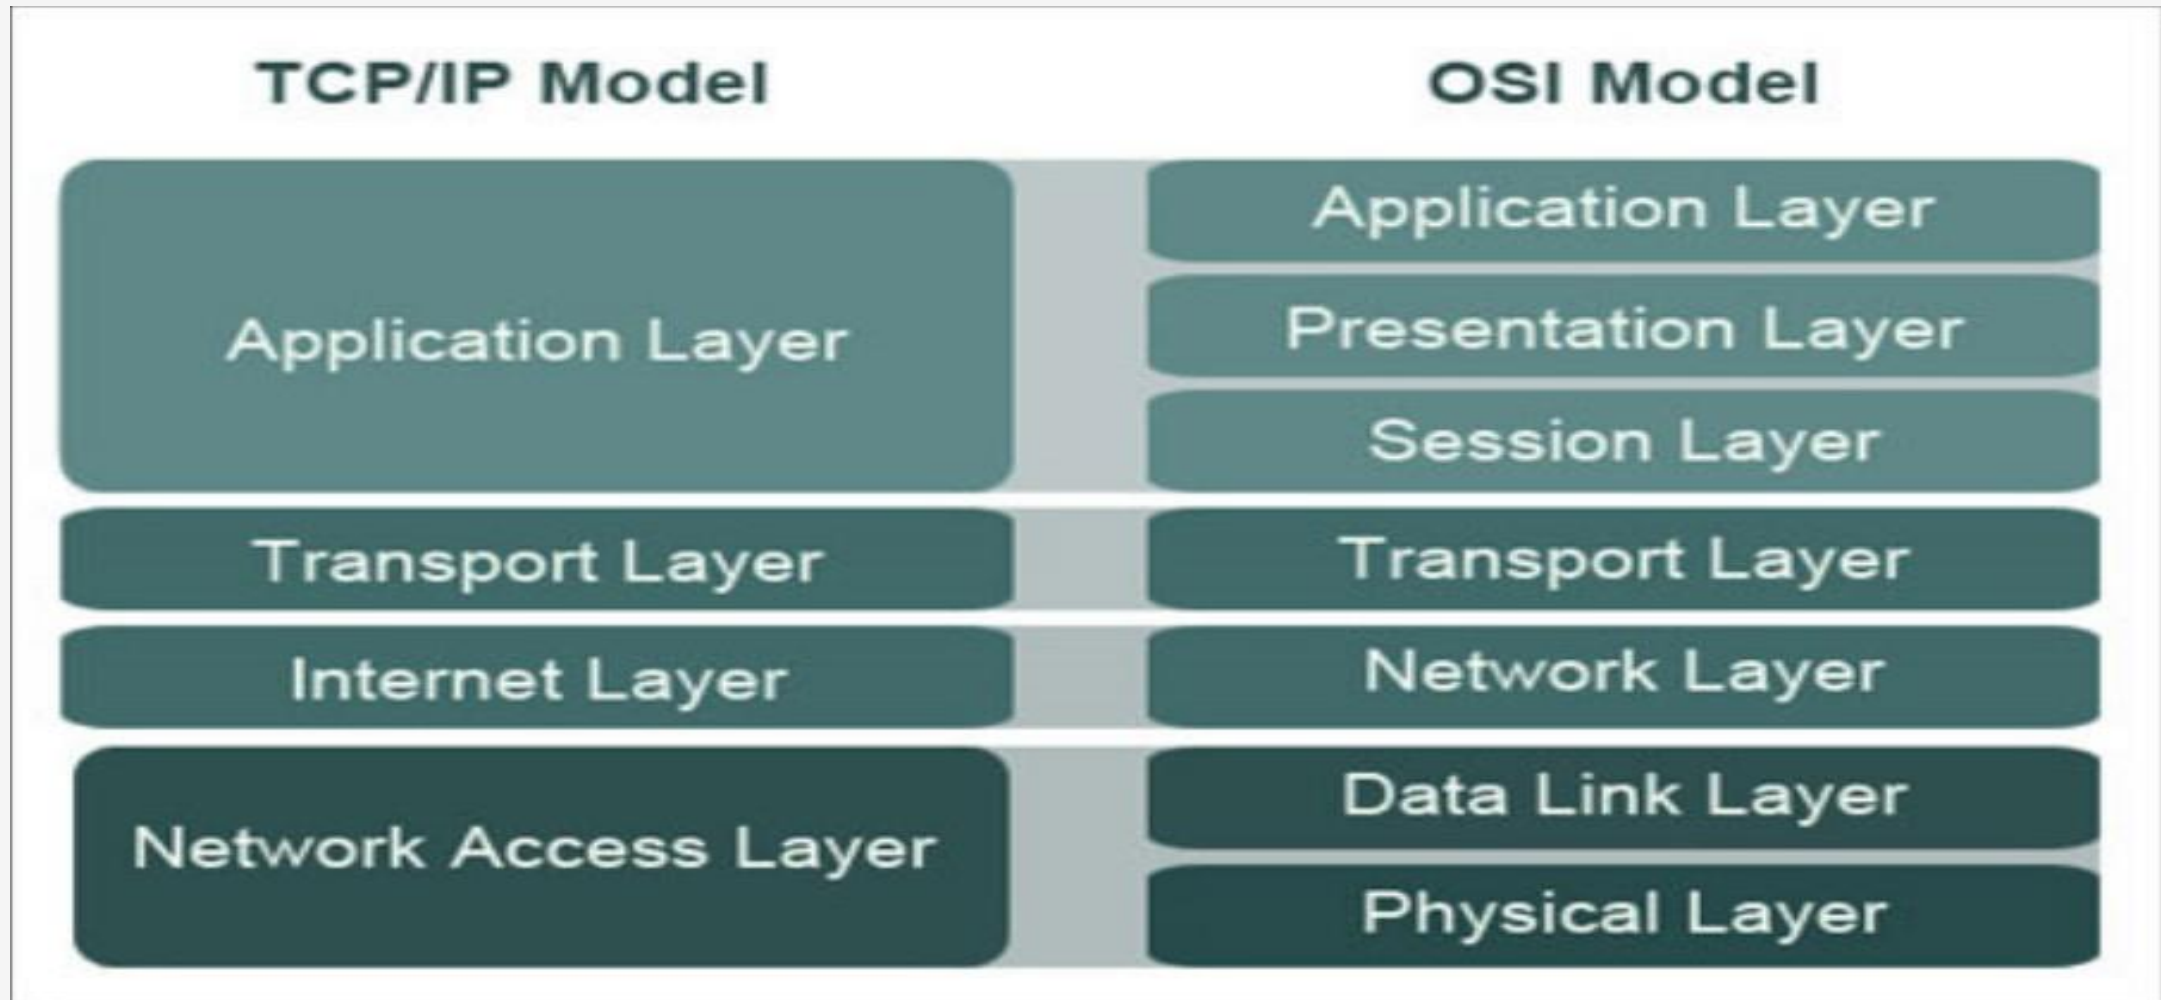 TCP/IP Model
OSI Model
Application Layer
Transport Layer
Internet Layer
Network Access Layer
Application Layer
Presentation Layer
Session Layer
Transport Layer
Network Layer
Data Link Layer
Physical Layer